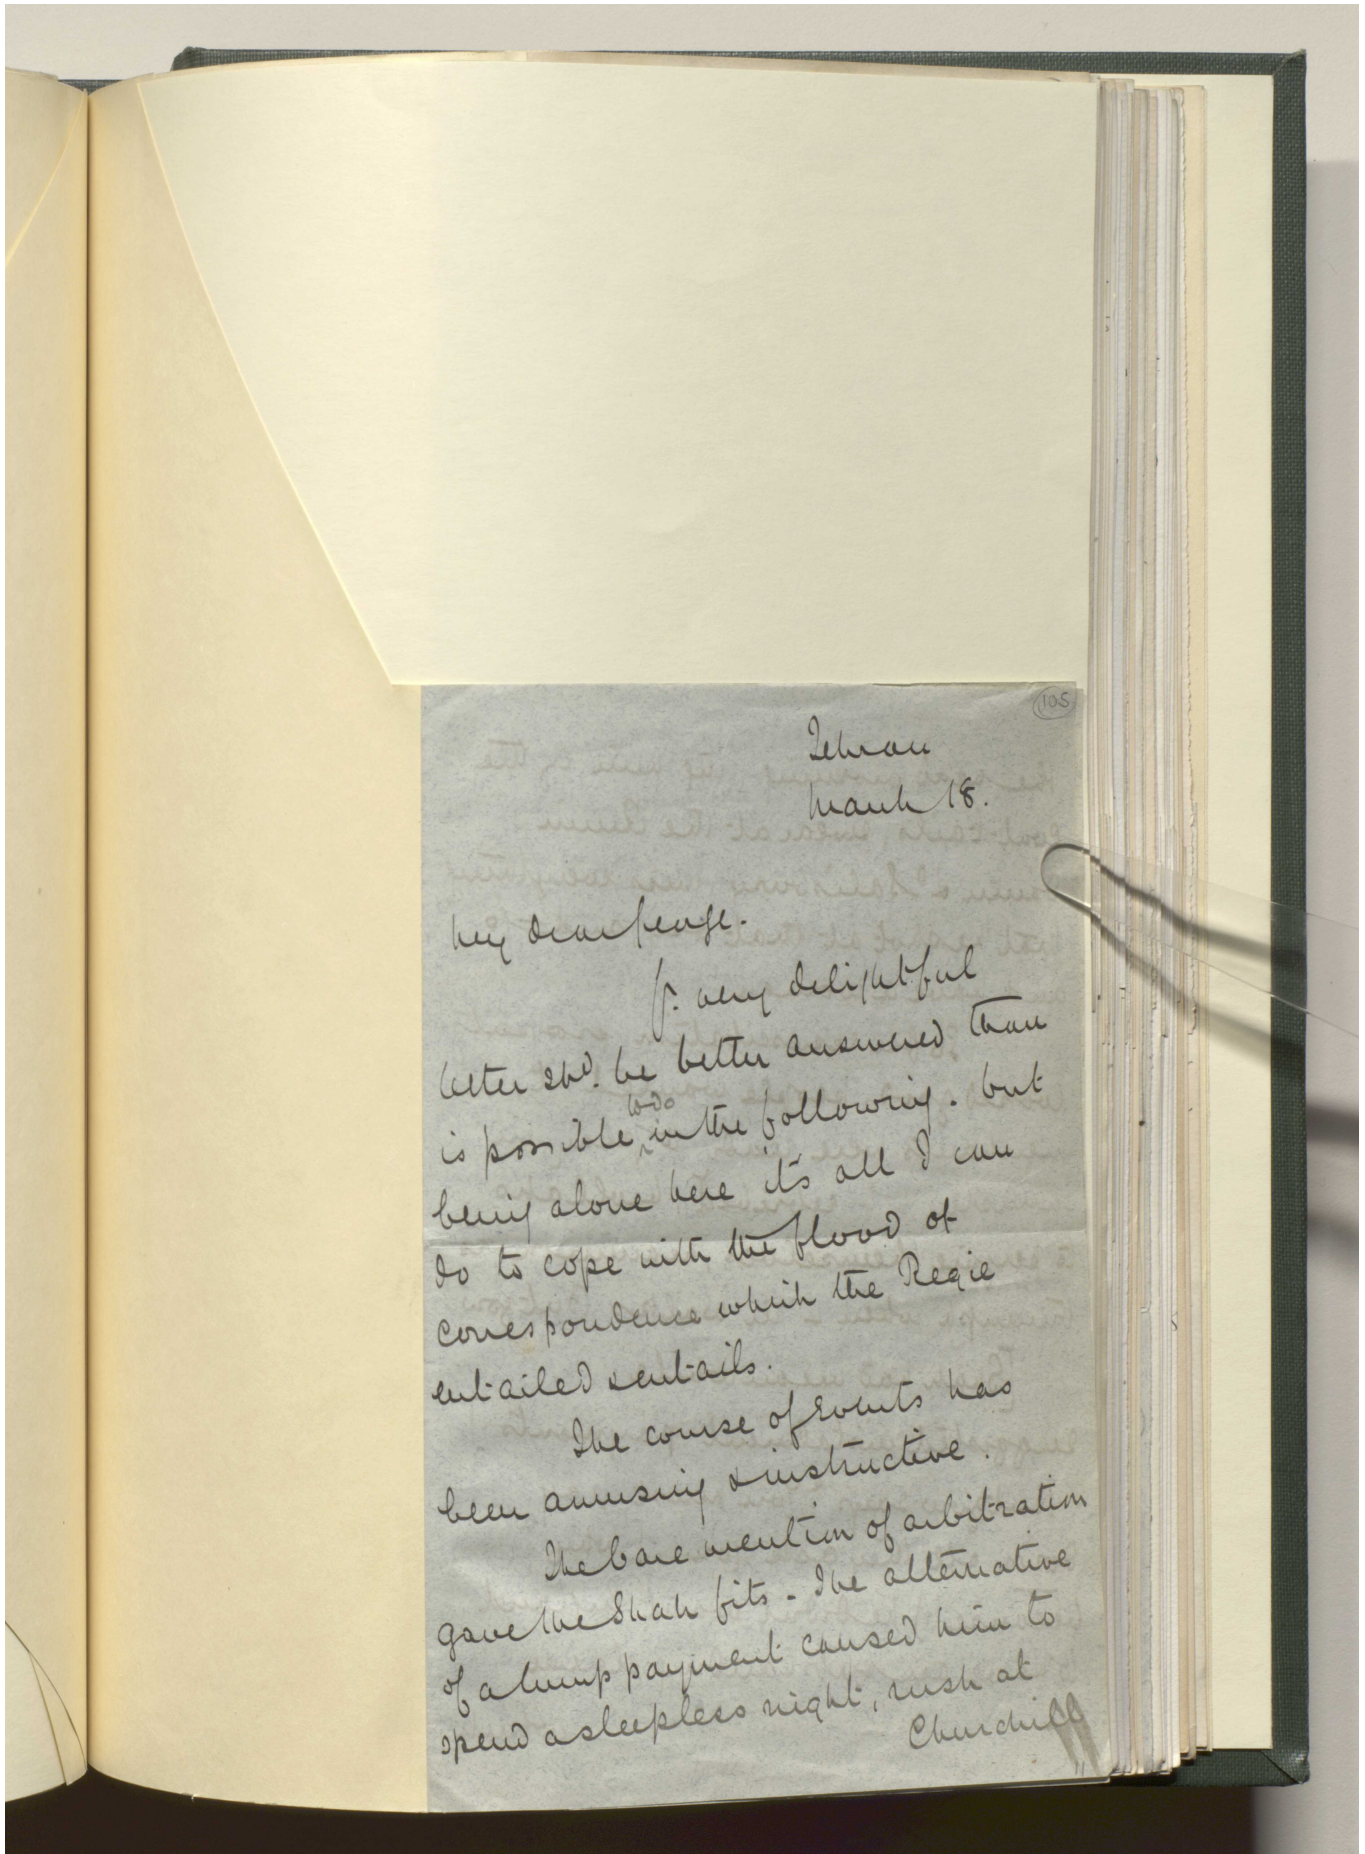 105
Tehran
March 18.
My dear George.
Yr. very delightful
letter shd. be better answered than
is possible to do in the following. but
being alone here it's all I can
do to cope with the flood of
correspondence which the Regie
entailed & entails.
The course of Events has
been amusing & instructive.
The bare mention of arbitration
gave the Shah fits - The alternative
of a lump payment caused him to
spend a sleepless night, rush at
Churchill